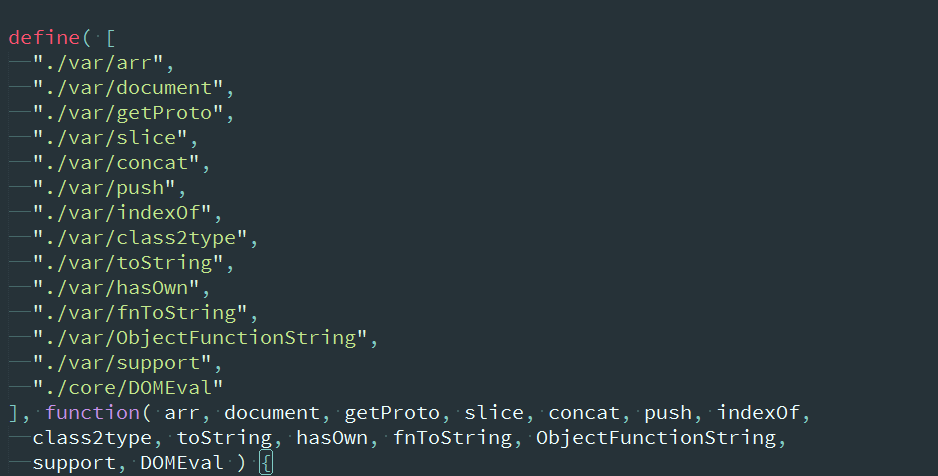 define( [
"./var/arr",
"./var/document",
"./var/getProto",
"./var/slice",
"./var/concat",
"./var/push",
"./var/indexOf",
"./var/class2type",
"./var/toString",
"./var/hasOwn",
"./var/fnToString",
"./var/ObjectFunctionString",
"./var/support",
"./core/DOMEval"
], function( arr, document, getProto, slice, concat, push, indexOf,
class2type, toString, hasOwn, fnToString, ObjectFunctionString,
support, DOMEval ) {